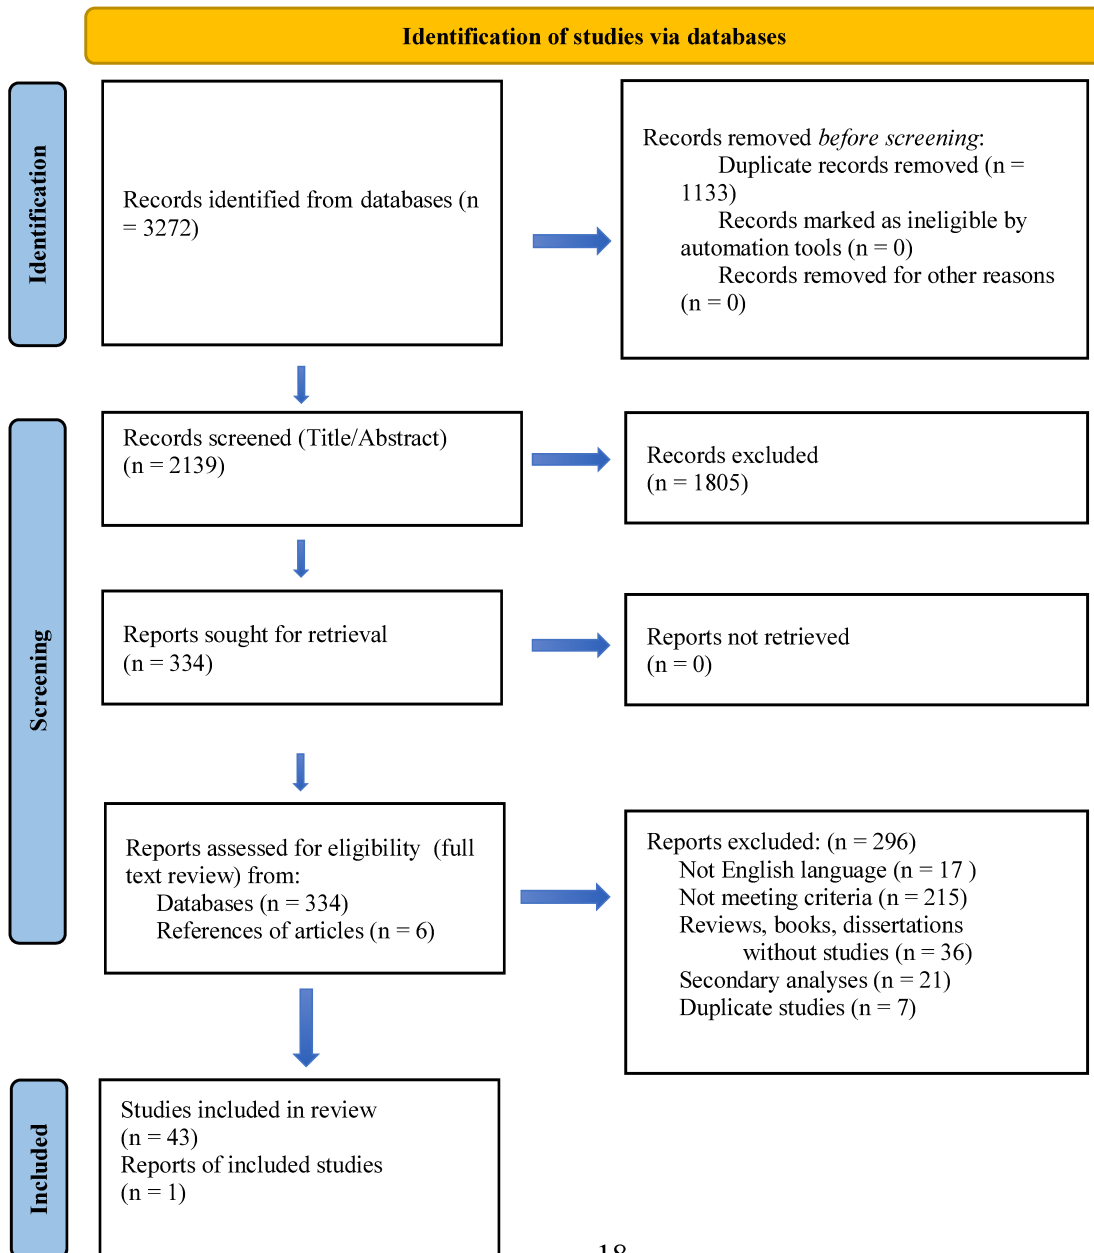 Identification of studies via databases
Identification
Records identified from databases (n
= 3272)
Records removed before screening:
Duplicate records removed (n =
1133)
Records marked as ineligible by
automation tools (n = 0)
Records removed for other reasons
(n = 0)
Screening
Records screened (Title/Abstract)
(n = 2139)
Records excluded
(n = 1805)
Reports sought for retrieval
(n = 334)
Reports not retrieved
(n = 0)
Reports assessed for eligibility (full
text review) from:
Databases (n = 334)
References of articles (n = 6)
Reports excluded: (n = 296)
Not English language (n = 17 )
Not meeting criteria (n = 215)
Reviews, books, dissertations
without studies (n = 36)
Secondary analyses (n = 21)
Duplicate studies (n = 7)
Included
Studies included in review
(n = 43)
Reports of included studies
(n = 1)
18